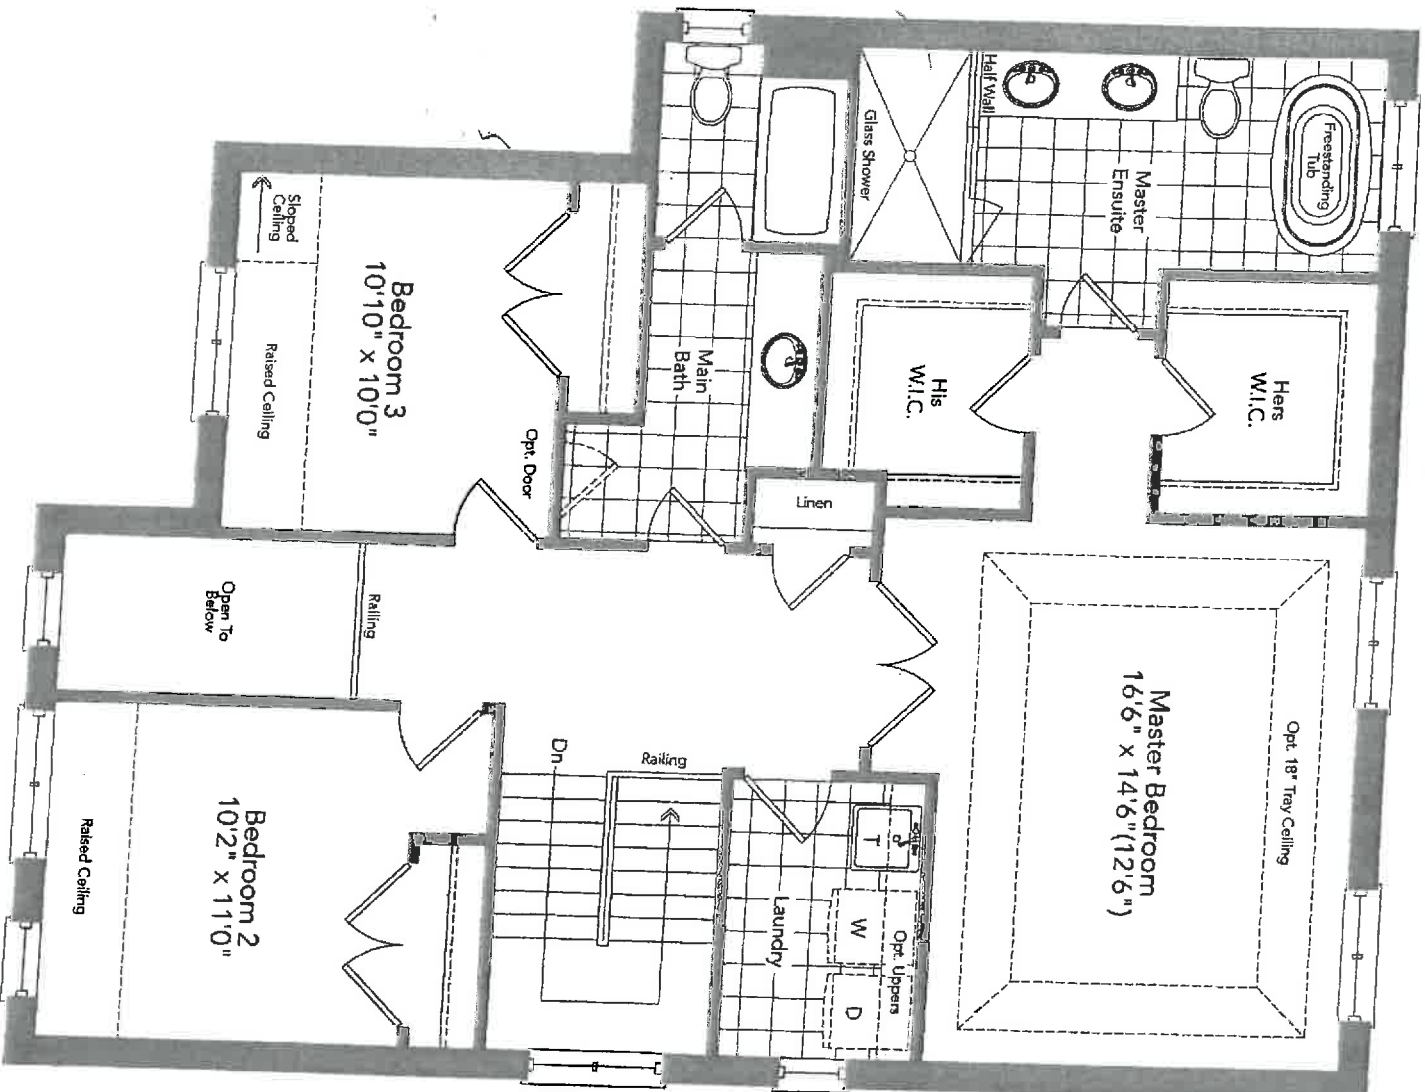 Freestanding
Tub
Half Wall
Glass Shower
Master
Ensuite
Hers
W.I.C.
His
W.I.C.
Main
Bath
Linen
Sloped
Ceiling
Raised Ceiling
Bedroom 3
10'10" x 10'0"
Opt. Door
Open To
Below
Railing
Master Bedroom
16'6" x 14'6"(12'6")
Opt. 18" Tray Ceiling
Dn
Railing
T
W
D
Opt. Uppers
Laundry
Bedroom 2
10'2" x 11'0"
Raised Ceiling